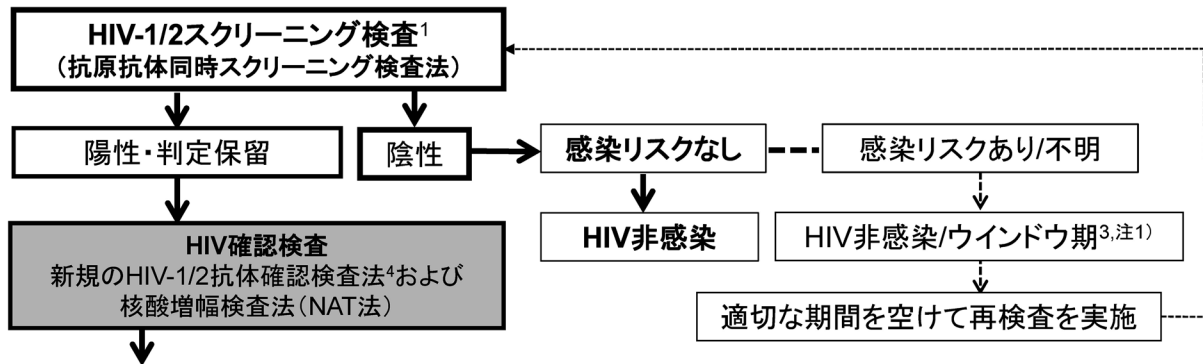 HIV-1/2スクリーニング検査1
(抗原抗体同時スクリーニング検査法)
陽性・判定保留
陰性
感染リスクなし
感染リスクあり/不明
HIV確認検査
新規のHIV-1/2抗体確認検査法4および
核酸増幅検査法(NAT法)
HIV非感染
HIV非感染/ウインドウ期3,注1)
適切な期間を空けて再検査を実施